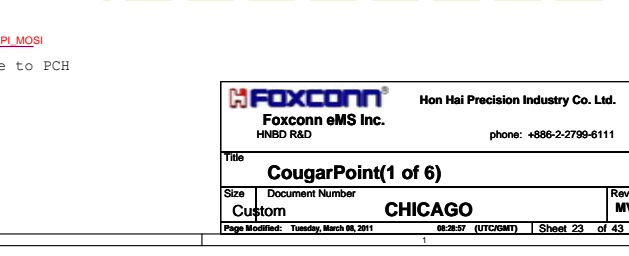 PI_MOSI
e to PCH
FOXCONN®
Hon Hai Precision Industry Co. Ltd.
Foxconn eMS Inc.
HNBD R&D
phone: +886-2-2799-6111
Title
CougarPoint(1 of 6)
Size
Document Number
Rev
Custom
CHICAGO
MV
Page Modified: Tuesday, March 08, 2011 08:28:57 (UTC/GMT) Sheet 23 of 43
1